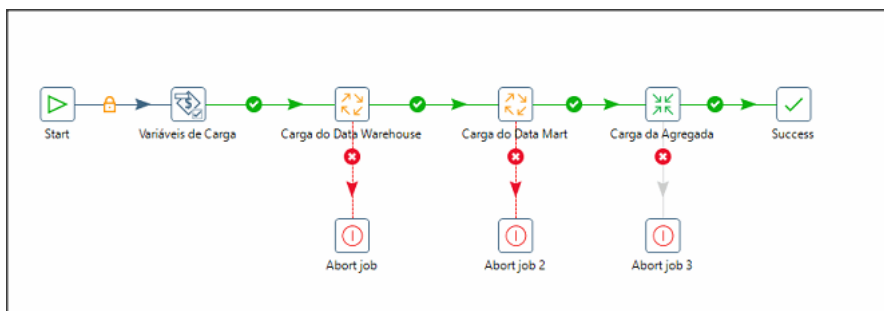 Start
Variáveis de Carga
Carga do Data Warehouse
Carga do Data Mart
Carga da Agregada
Success
Abort job
Abort job 2
Abort job 3